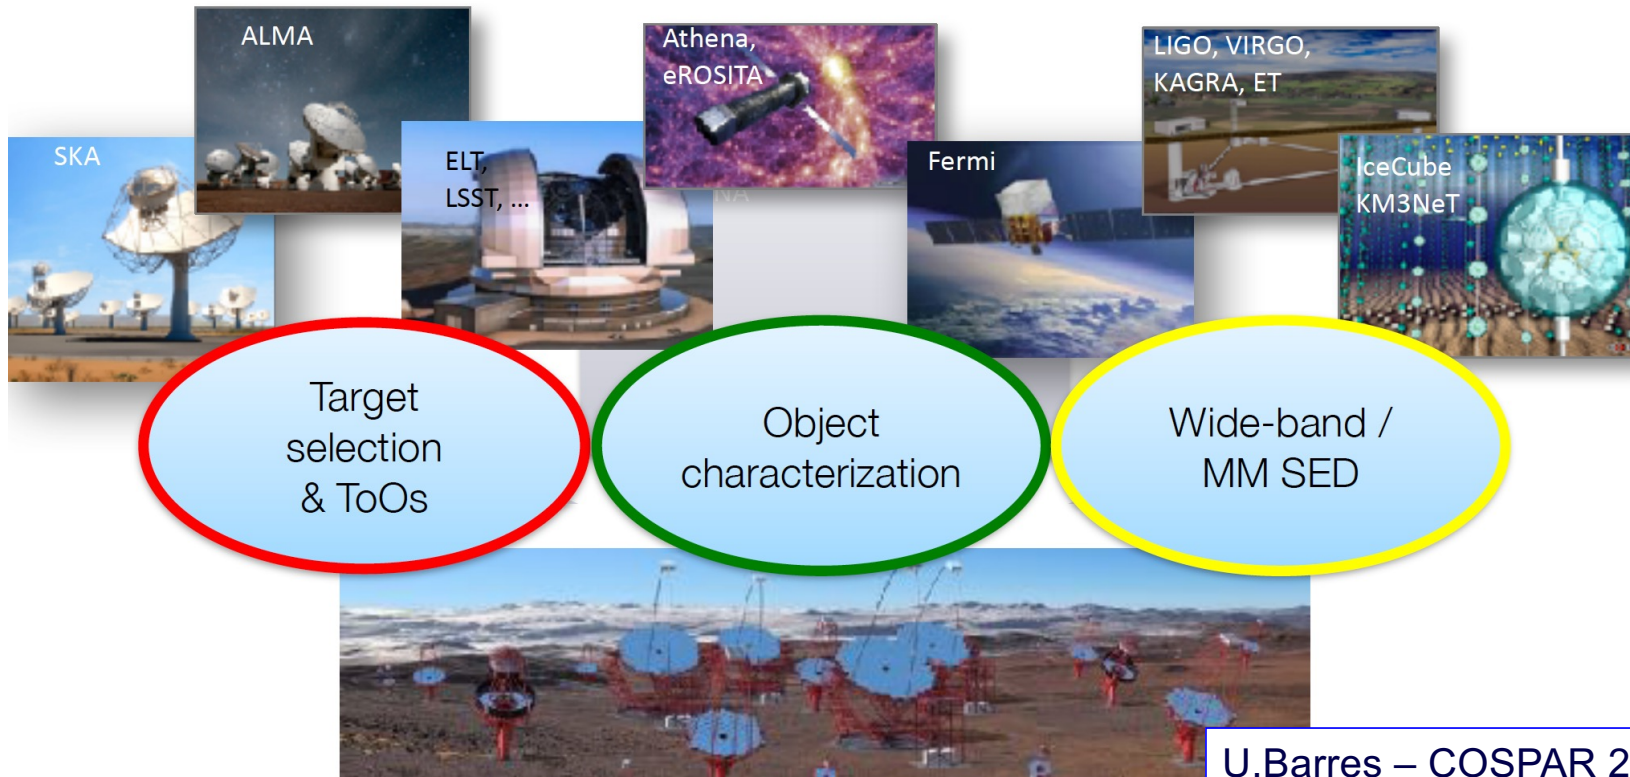 ALMA
Athena,
eROSITA
LIGO, VIRGO,
KAGRA, ET
SKA
ELT,
LSST, ...
NA
Fermi
IceCube
KM3NeT
Target
selection
& ToOs
Object
characterization
Wide-band /
MM SED
U.Barres – COSPAR 2